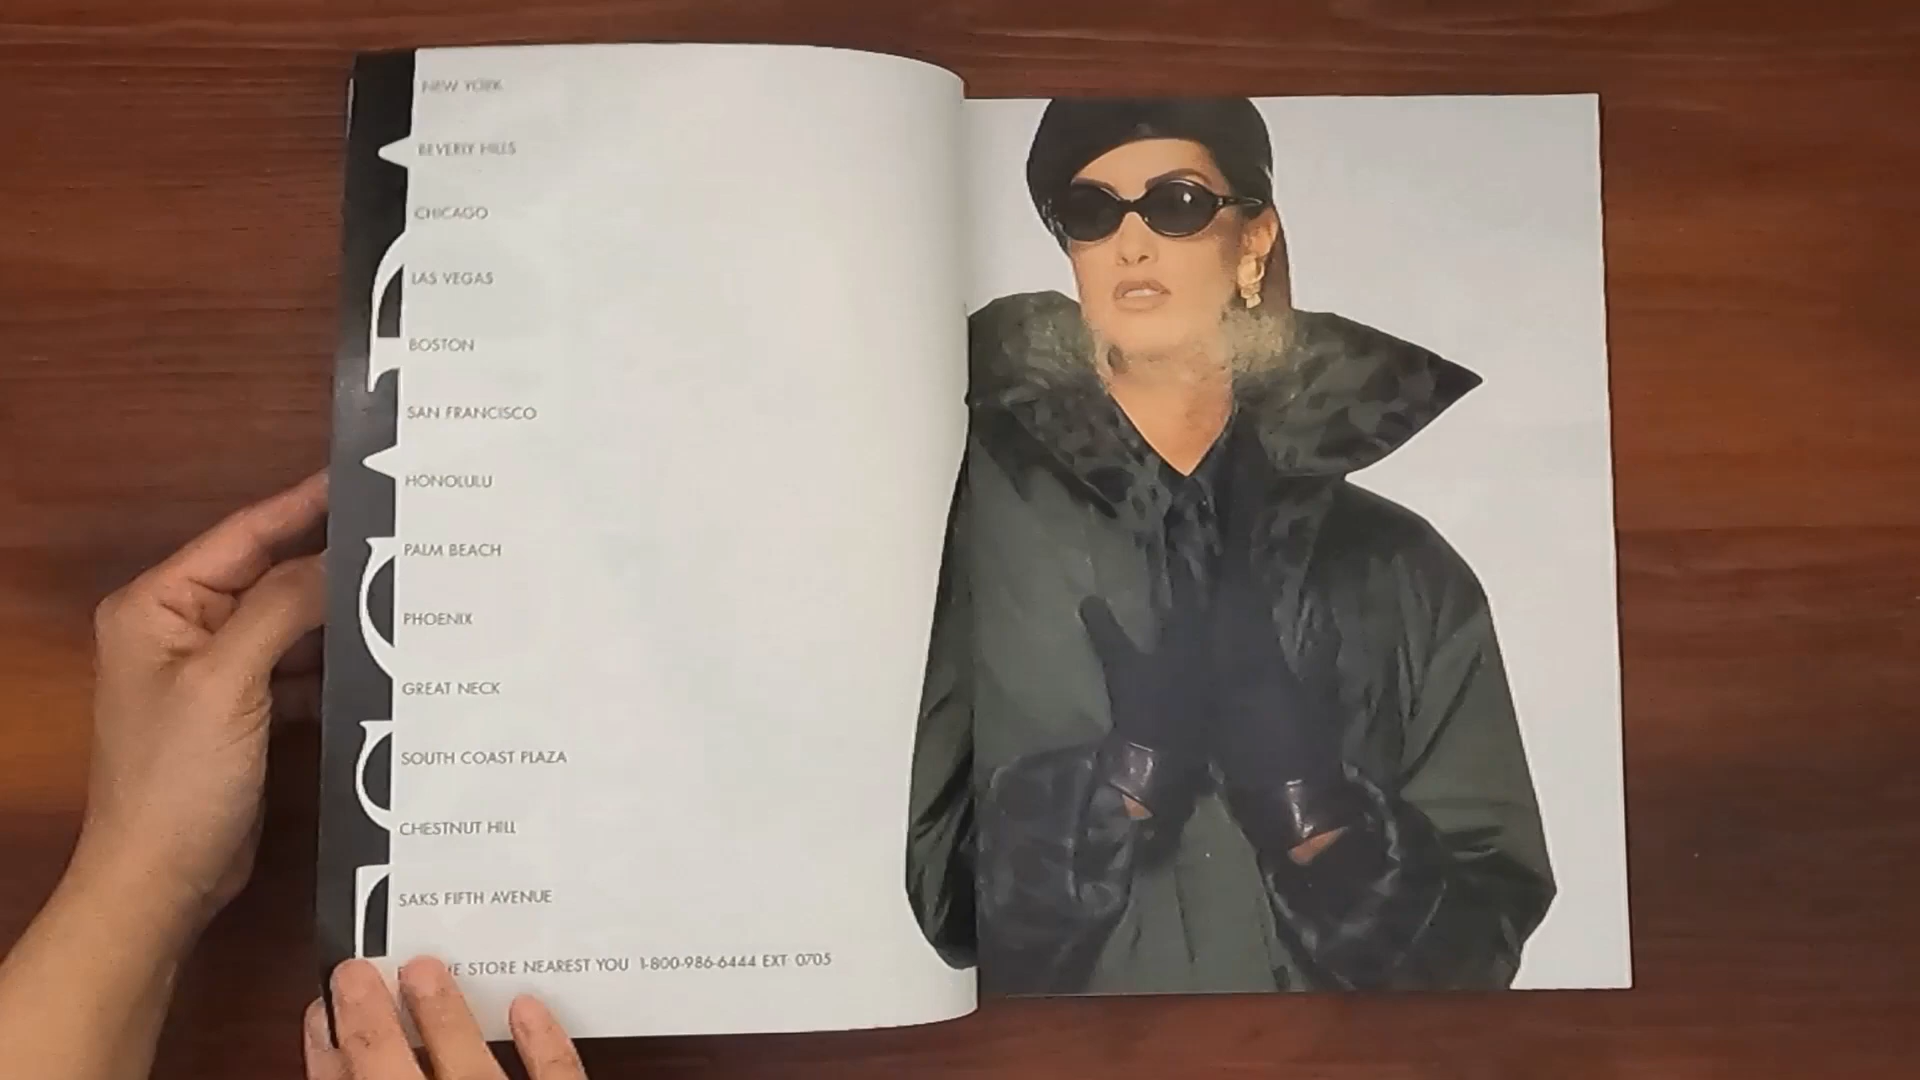 NEW YORK
BEVERLY HILLS
CHICAGO
LAS VEGAS
BOSTON
SAN FRANCISCO
HONOLULU
PALM BEACH
PHOENIX
GREAT NECK
SOUTH COAST PLAZA
CHESTNUT HILL
SAKS FIFTH AVENUE
STORE NEAREST YOU 1-800-986-6444 EXT 0705